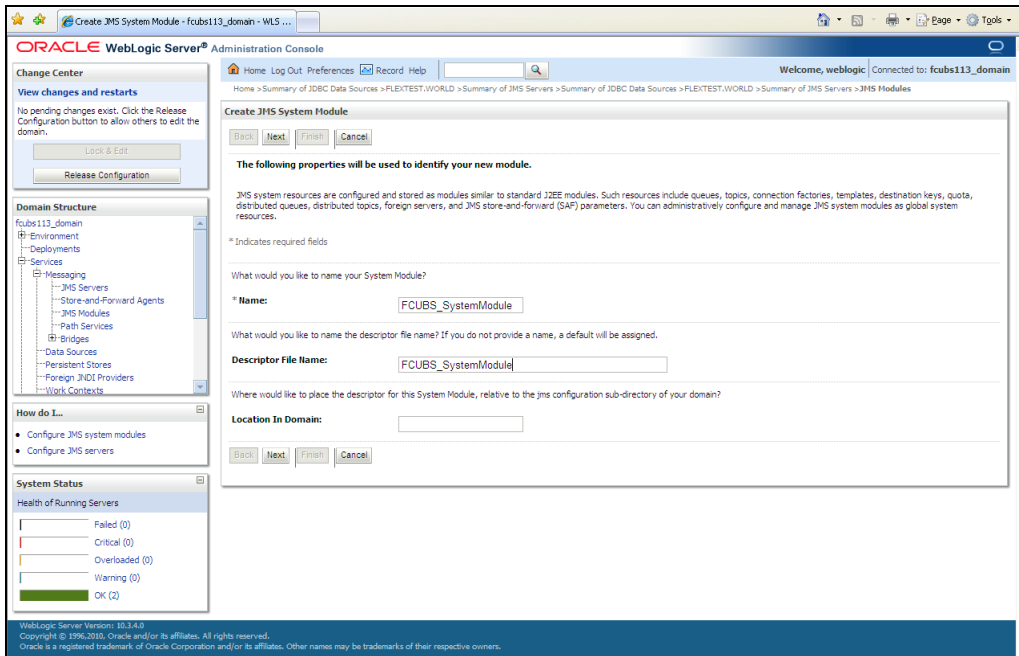 Create JMS System Module - fcubs113_domain - WLS ...
Page
Tools
ORACLE WebLogic Server® Administration Console
Change Center
View changes and restarts
No pending changes exist. Click the Release
Configuration button to allow others to edit the
domain.
Lock & Edit
Release Configuration
Domain Structure
fcubs113_domain
Environment
Deployments
Services
Messaging
JMS Servers
Store-and-Forward Agents
JMS Modules
Path Services
Bridges
Data Sources
Persistent Stores
Foreign JNDI Providers
Work Contexts
How do I...
Configure JMS system modules
Configure JMS servers
System Status
Health of Running Servers
Failed (0)
Critical (0)
Overloaded (0)
Warning (0)
OK (2)
Home Log Out Preferences Record Help
Welcome, weblogic Connected to: fcubs113_domain
Home >Summary of JDBC Data Sources >FLEXTEST.WORLD >Summary of JMS Servers >Summary of JDBC Data Sources >FLEXTEST.WORLD >Summary of JMS Servers >JMS Modules
Create JMS System Module
Back Next Finish Cancel
The following properties will be used to identify your new module.
JMS system resources are configured and stored as modules similar to standard J2EE modules. Such resources include queues, topics, connection factories, templates, destination keys, quota,
distributed queues, distributed topics, foreign servers, and JMS store-and-forward (SAF) parameters. You can administratively configure and manage JMS system modules as global system
resources.
* Indicates required fields
What would you like to name your System Module?
* Name: FCUBS_SystemModule
What would you like to name the descriptor file name? If you do not provide a name, a default will be assigned.
Descriptor File Name: FCUBS_SystemModule
Where would like to place the descriptor for this System Module, relative to the jms configuration sub-directory of your domain?
Location In Domain:
Back Next Finish Cancel
WebLogic Server Version: 10.3.4.0
Copyright © 1996,2010, Oracle and/or its affiliates. All rights reserved.
Oracle is a registered trademark of Oracle Corporation and/or its affiliates. Other names may be trademarks of their respective owners.